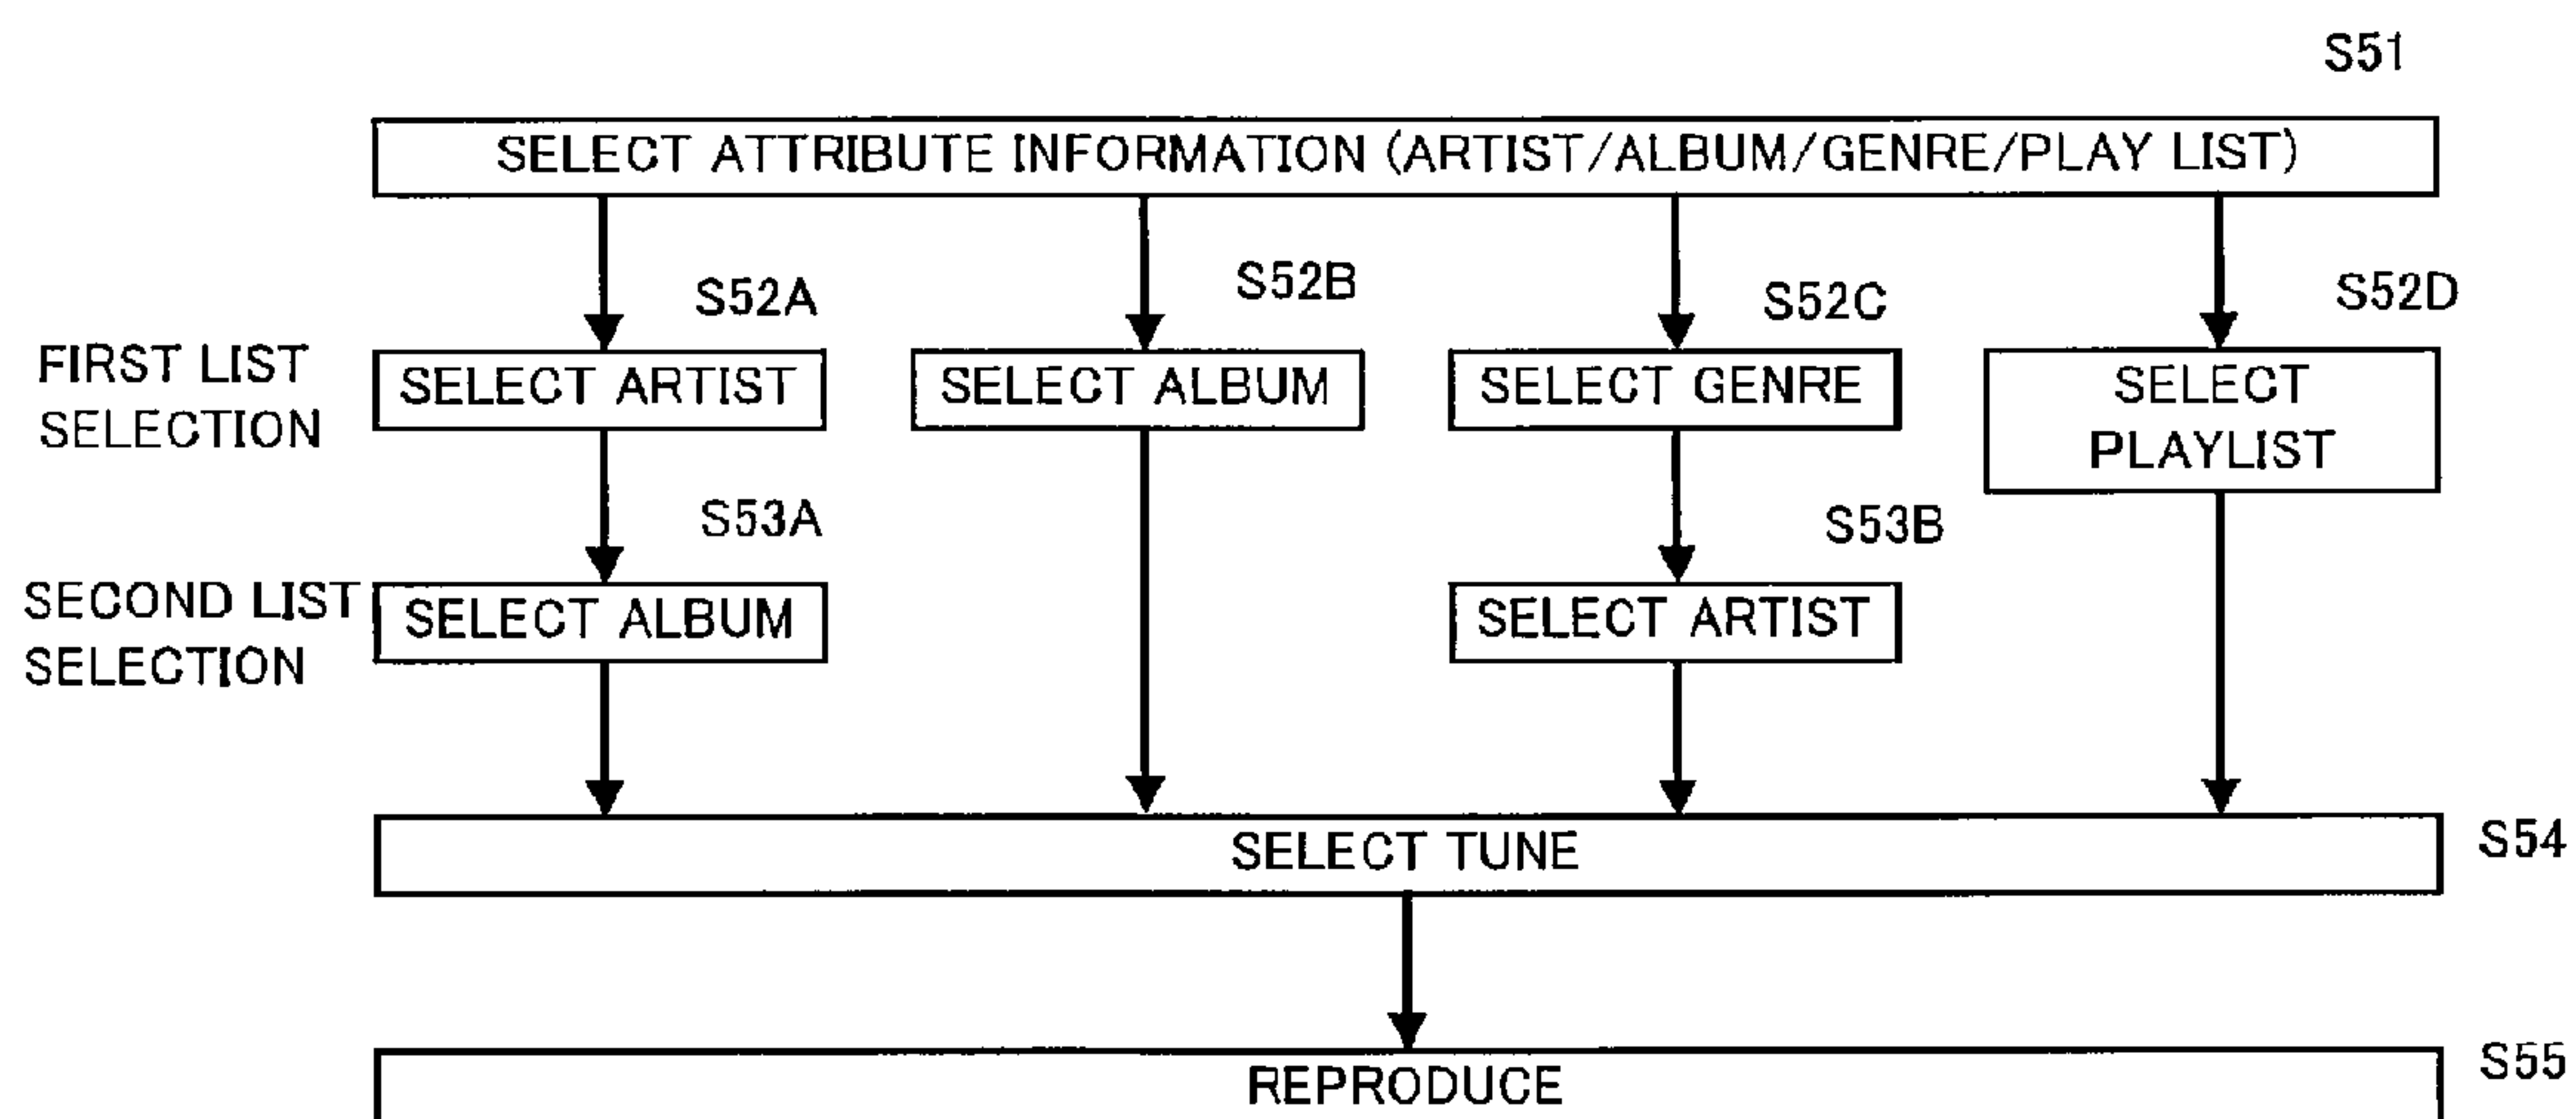 S51
SELECT ATTRIBUTE INFORMATION (ARTIST/ALBUM/GENRE/PLAY LIST)
S52A
S52B
S52C
S52D
FIRST LIST
SELECTION
SELECT ARTIST
SELECT ALBUM
SELECT GENRE
SELECT
PLAYLIST
S53A
S53B
SECOND LIST
SELECTION
SELECT ALBUM
SELECT ARTIST
SELECT TUNE
S54
REPRODUCE
S55